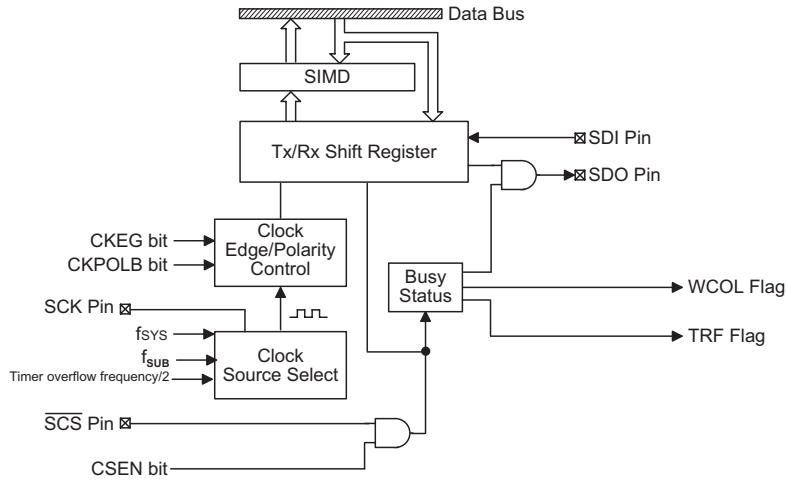 Data Bus
SIMD
Tx/Rx Shift Register
SDI Pin
SDO Pin
CKEG bit
CKPOLB bit
Clock
Edge/Polarity
Control
Busy
Status
WCOL Flag
TRF Flag
SCK Pin
fSYS
fSUB
Timer overflow frequency/2
Clock
Source Select
SCS Pin
CSEN bit